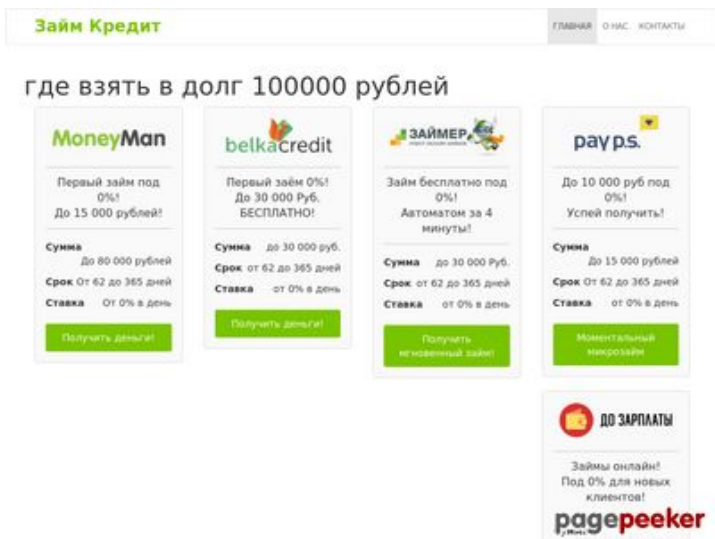 Займ Кредит
ГЛАВНАЯ О НАС КОНТАКТЫ
где взять в долг 100000 рублей
MoneyMan
Первый займ под
0%!
До 15 000 рублей!
Сумма
До 80 000 рублей
Срок От 62 до 365 дней
Ставка От 0% в день
Получить деньги!
belkacredit
Первый заём 0%!
До 30 000 Руб.
БЕСПЛАТНО!
Сумма до 30 000 руб.
Срок от 62 до 365 дней
Ставка от 0% в день
Получить деньги!
ЗАЙМЕР
Займ бесплатно под
0%!
Автоматом за 4
минуты!
Сумма до 30 000 Руб.
Срок от 62 до 365 дней
Ставка от 0% в день
Получить
мгновенный займ!
pay p.s.
До 10 000 руб под
0%!
Успей получить!
Сумма
До 15 000 рублей
Срок От 62 до 365 дней
Ставка от 0% в день
Моментальный
микрозайм
ДО ЗАРПЛАТЫ
Займы онлайн!
Под 0% для новых
клиентов!
pagepeeker